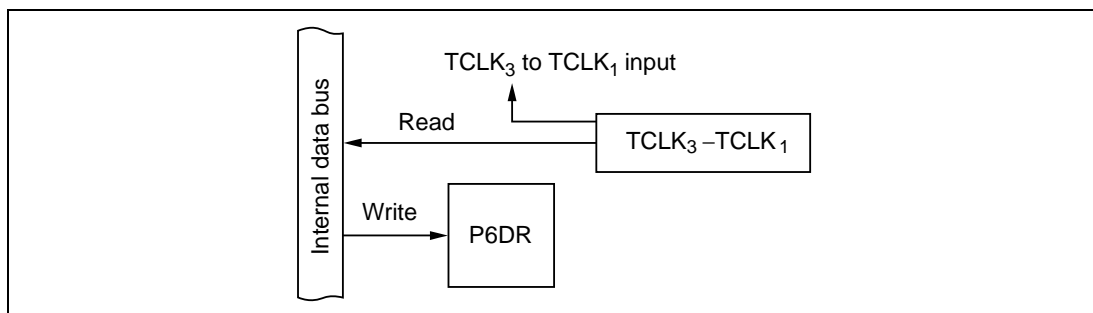 TCLK₃ to TCLK₁ input
Read
TCLK₃–TCLK₁
Internal data bus
Write
P6DR